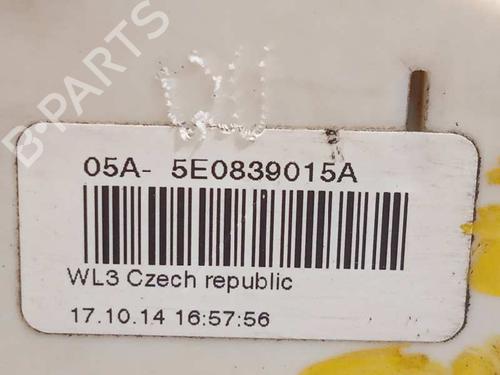 B-PARTS
05A- 5E0839015A
WL3 Czech republic
17.10.14 16:57:56